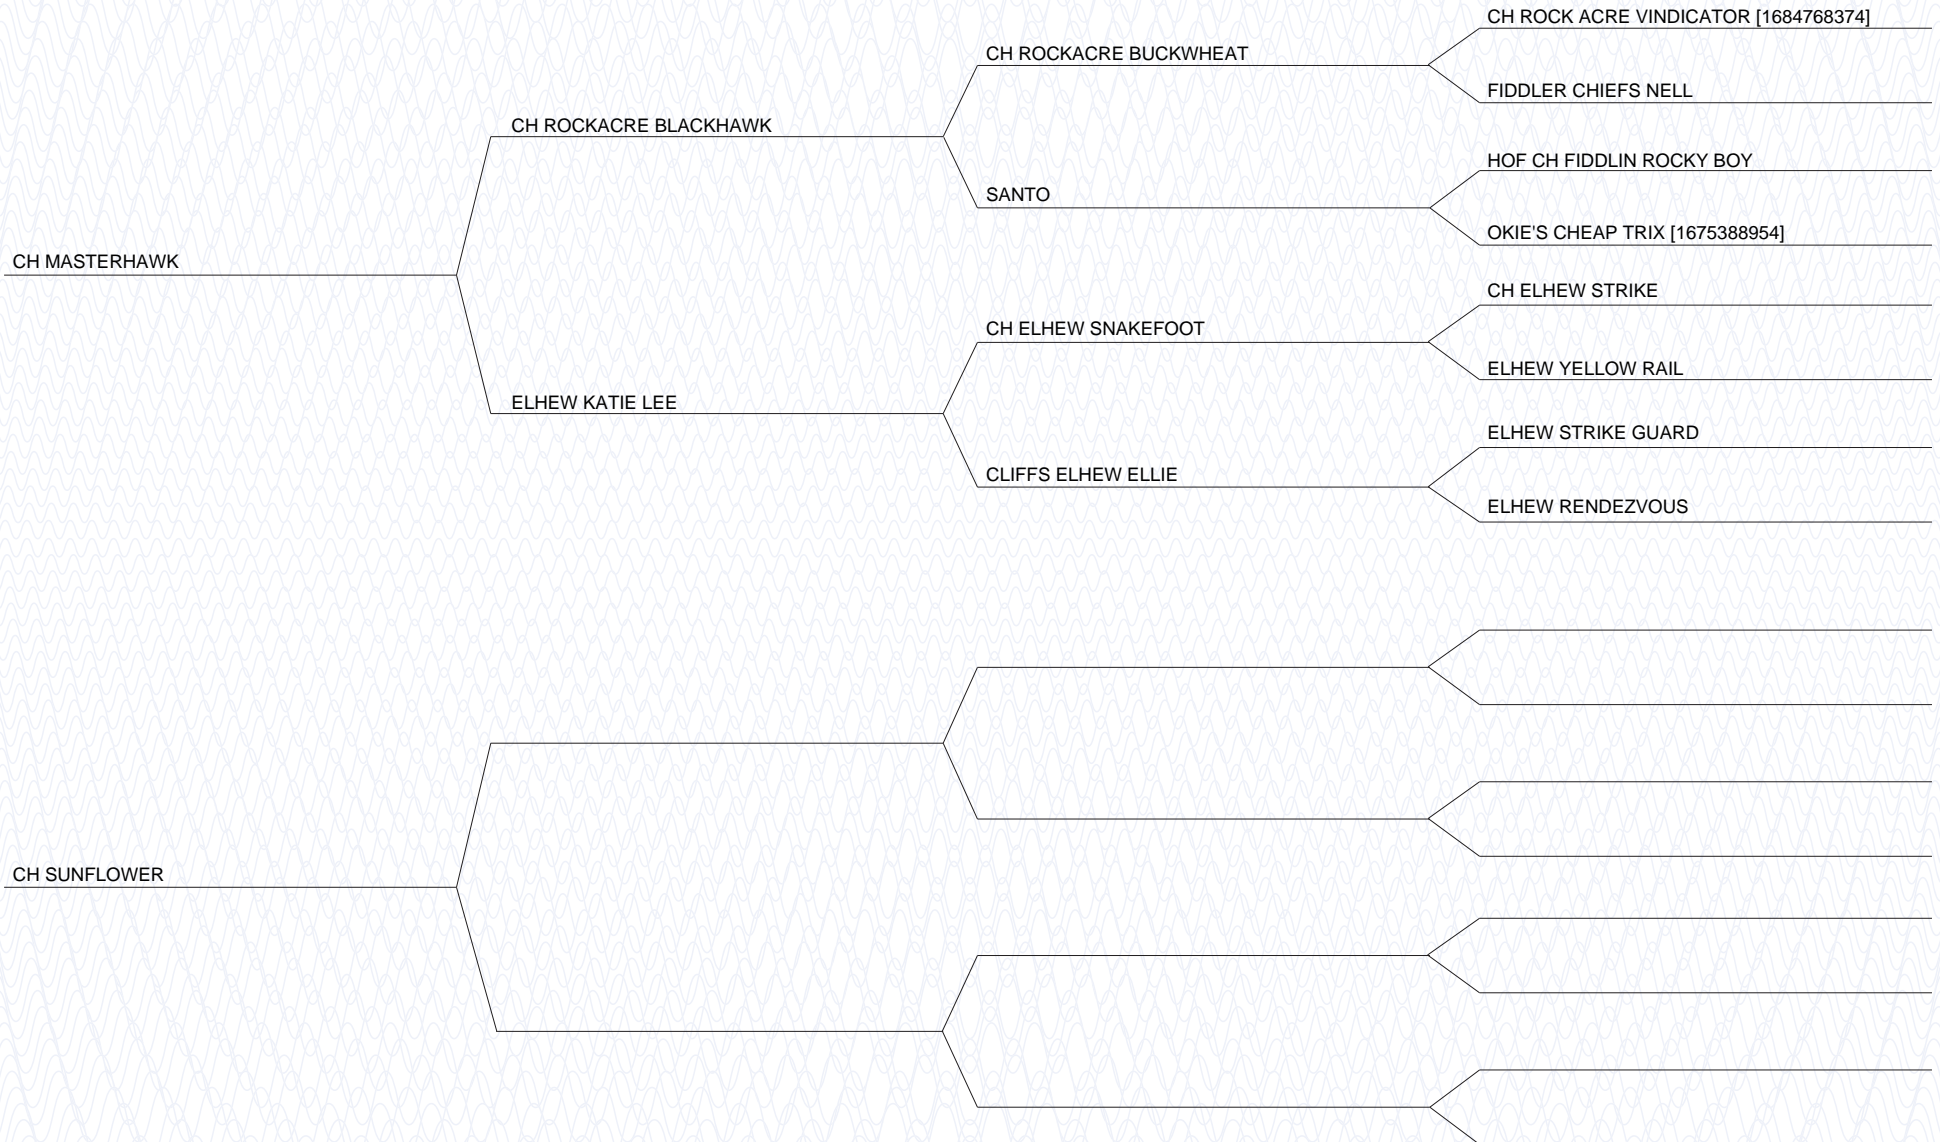 CH ROCK ACRE VINDICATOR [1684768374]
CH ROCKACRE BUCKWHEAT
FIDDLER CHIEFS NELL
CH ROCKACRE BLACKHAWK
HOF CH FIDDLIN ROCKY BOY
SANTO
OKIE'S CHEAP TRIX [1675388954]
CH MASTERHAWK
CH ELHEW STRIKE
CH ELHEW SNAKEFOOT
ELHEW YELLOW RAIL
ELHEW KATIE LEE
ELHEW STRIKE GUARD
CLIFFS ELHEW ELLIE
ELHEW RENDEZVOUS
CH SUNFLOWER